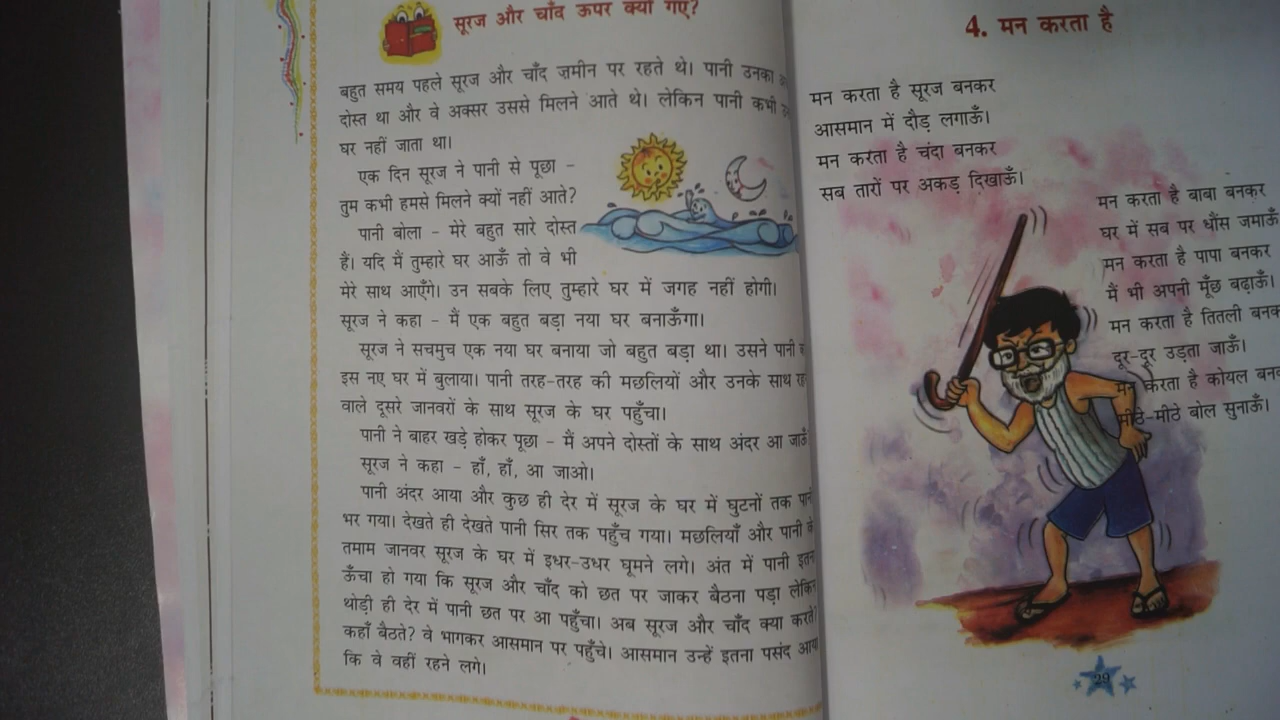 सूरज और चाँद ऊपर क्यों गए?
बहुत समय पहले सूरज और चाँद ज़मीन पर रहते थे। पानी उनका
दोस्त था और वे अक्सर उससे मिलने आते थे। लेकिन पानी कभी
घर नहीं जाता था।
एक दिन सूरज ने पानी से पूछा –
तुम कभी हमसे मिलने क्यों नहीं आते?
पानी बोला – मेरे बहुत सारे दोस्त
हैं। यदि मैं तुम्हारे घर आऊँ तो वे भी
मेरे साथ आएँगे। उन सबके लिए तुम्हारे घर में जगह नहीं होगी।
सूरज ने कहा – मैं एक बहुत बड़ा नया घर बनाऊँगा।
सूरज ने सचमुच एक नया घर बनाया जो बहुत बड़ा था। उसने पानी
इस नए घर में बुलाया। पानी तरह-तरह की मछलियों और उनके साथ
वाले दूसरे जानवरों के साथ सूरज के घर पहुँचा।
पानी ने बाहर खड़े होकर पूछा – मैं अपने दोस्तों के साथ अंदर आ जाऊँ
सूरज ने कहा – हाँ, हाँ, आ जाओ।
पानी अंदर आया और कुछ ही देर में सूरज के घर में घुटनों तक
भर गया। देखते ही देखते पानी सिर तक पहुँच गया। मछलियाँ और पानी के
तमाम जानवर सूरज के घर में इधर-उधर घूमने लगे। अंत में पानी
ऊँचा हो गया कि सूरज और चाँद को छत पर जाकर बैठना पड़ा लेकिन
थोड़ी ही देर में पानी छत पर आ पहुँचा। अब सूरज और चाँद क्या करते?
कहाँ बैठते? वे भागकर आसमान पर पहुँचे। आसमान उन्हें इतना पसंद आया
कि वे वहीं रहने लगे।
4. मन करता है
मन करता है सूरज बनकर
आसमान में दौड़ लगाऊँ।
मन करता है चंदा बनकर
सब तारों पर अकड़ दिखाऊँ।
मन करता है बाबा बनकर
घर में सब पर धौंस जमाऊँ
मन करता है पापा बनकर
मैं भी अपनी मूँछ बढ़ाऊँ।
मन करता है तितली बनक
दूर-दूर उड़ता जाऊँ।
मन करता है कोयल बनक
मीठे-मीठे बोल सुनाऊँ।
29